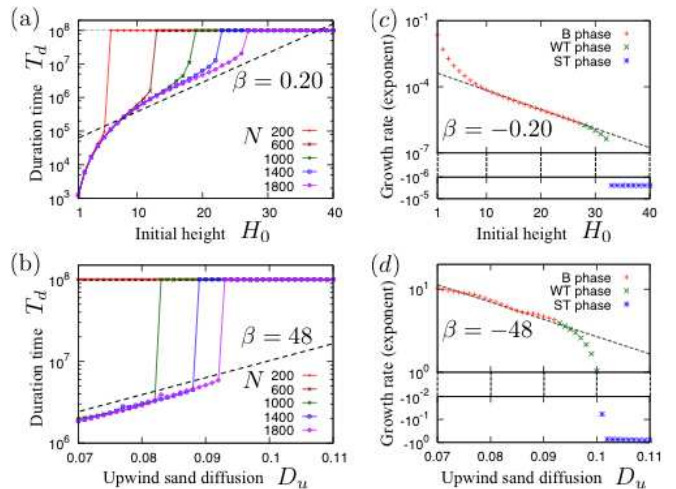 (a)
Duration time T_d
10^8
10^7
10^6
10^5
10^4
10^3
β = 0.20
N
200
600
1000
1400
1800
1
10
20
30
40
Initial height H_0
(c)
Growth rate (exponent)
10^-1
10^-4
10^-7
-10^-6
-10^-5
B phase
WT phase
ST phase
β = −0.20
1
10
20
30
40
Initial height H_0
(b)
Duration time T_d
10^8
10^7
10^6
β = 48
N
200
600
1000
1400
1800
0.07
0.08
0.09
0.10
0.11
Upwind sand diffusion D_u
(d)
Growth rate (exponent)
10^1
10^0
-10^-2
-10^-1
-10^0
B phase
WT phase
ST phase
β = −48
0.07
0.08
0.09
0.10
0.11
Upwind sand diffusion D_u